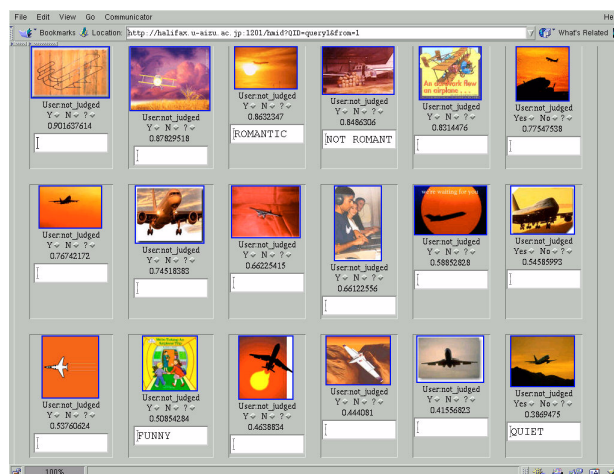 File Edit View Go Communicator He
Bookmarks Location: http://halifax.u-aizu.ac.jp:1201/hmid?QID=query1&from=1 What's Related
User:not_judged User:not_judged User:not_judged User:not_judged User:not_judged User:not_judged
Y N ? Y N ? Y N ? Y N ? Y N ? Yes No ?
0.901637614 0.87829518 0.8632347 0.8486306 0.8314476 0.77547538
ROMANTIC NOT ROMANT
we're waiting for you
User:not_judged User:not_judged User:not_judged User:not_judged User:not_judged User:not_judged
Y N ? Y N ? Y N ? Y N ? Y N ? Yes No ?
0.76742172 0.74518383 0.66225415 0.66122556 0.58852828 0.54585993
User:not_judged User:not_judged User:not_judged User:not_judged User:not_judged User:not_judged
Y N ? Y N ? Y N ? Y N ? Y N ? Yes No ?
0.53760624 0.50854284 0.4638834 0.444081 0.41556823 0.3869475
FUNNY QUIET
100%